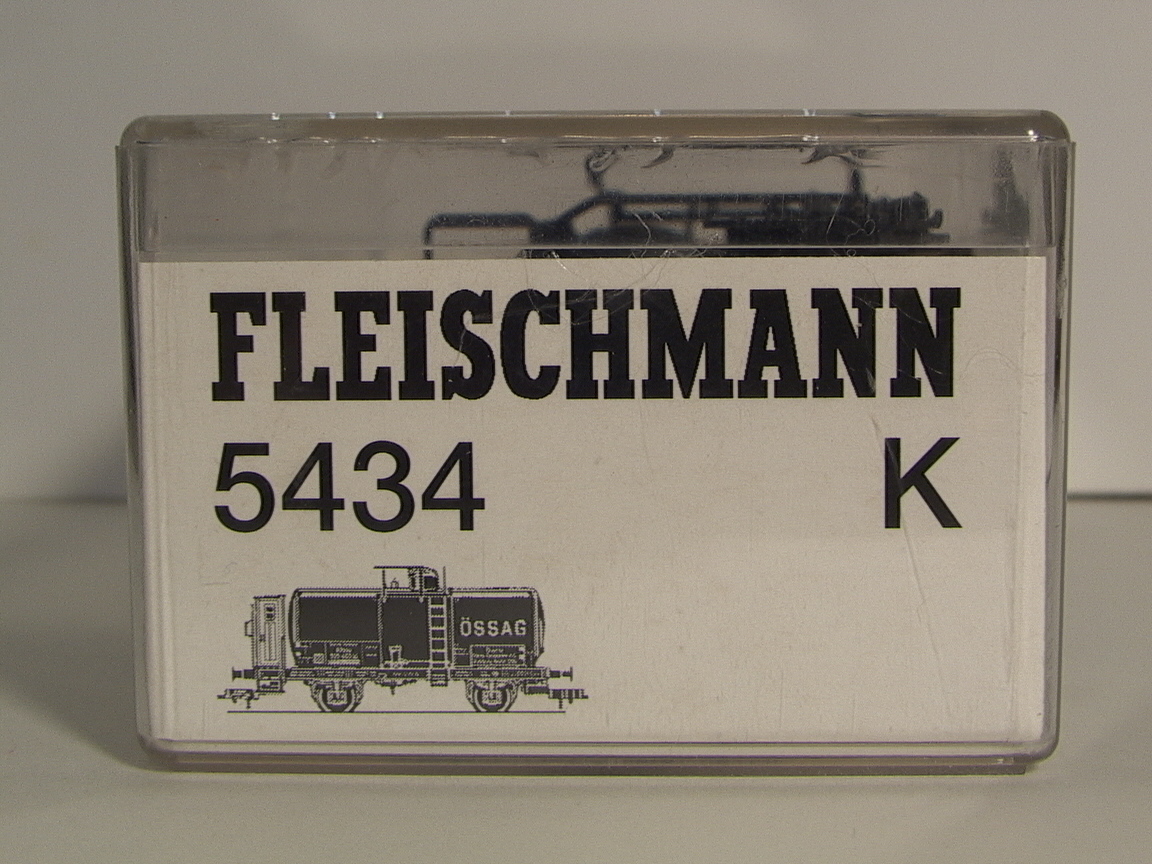 FLEISCHMANN
5434 K
ÖSSAG